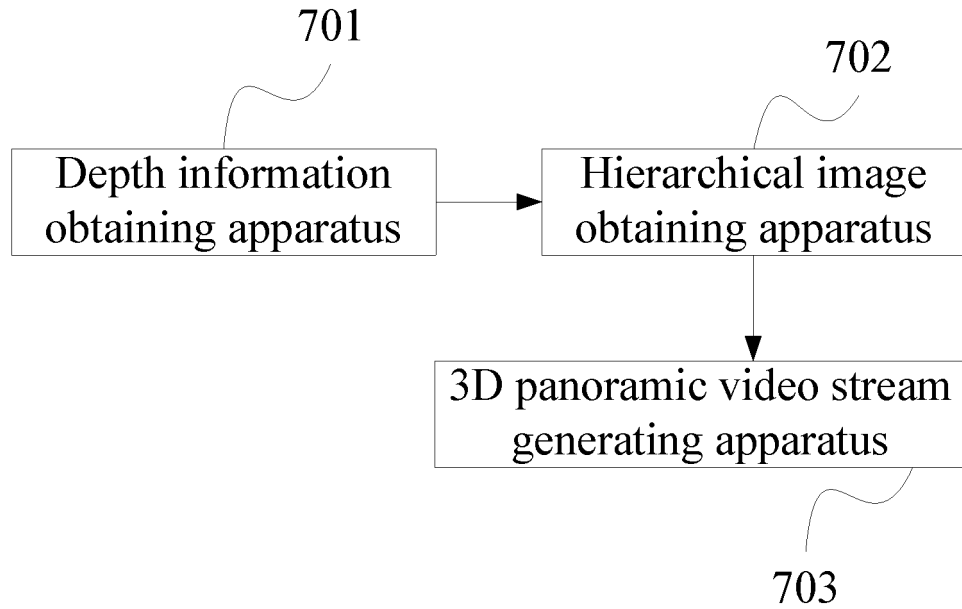 701
702
Depth information
obtaining apparatus
Hierarchical image
obtaining apparatus
3D panoramic video stream
generating apparatus
703